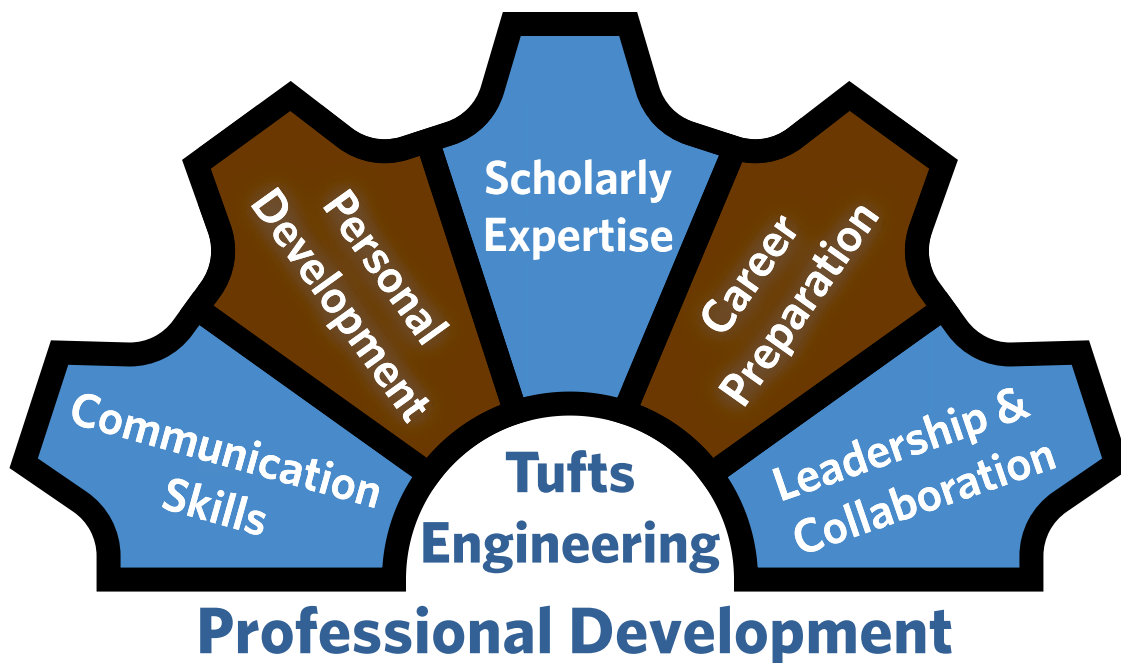 Communication
Skills
Personal
Development
Scholarly
Expertise
Career
Preparation
Leadership &
Collaboration
Tufts
Engineering
Professional Development